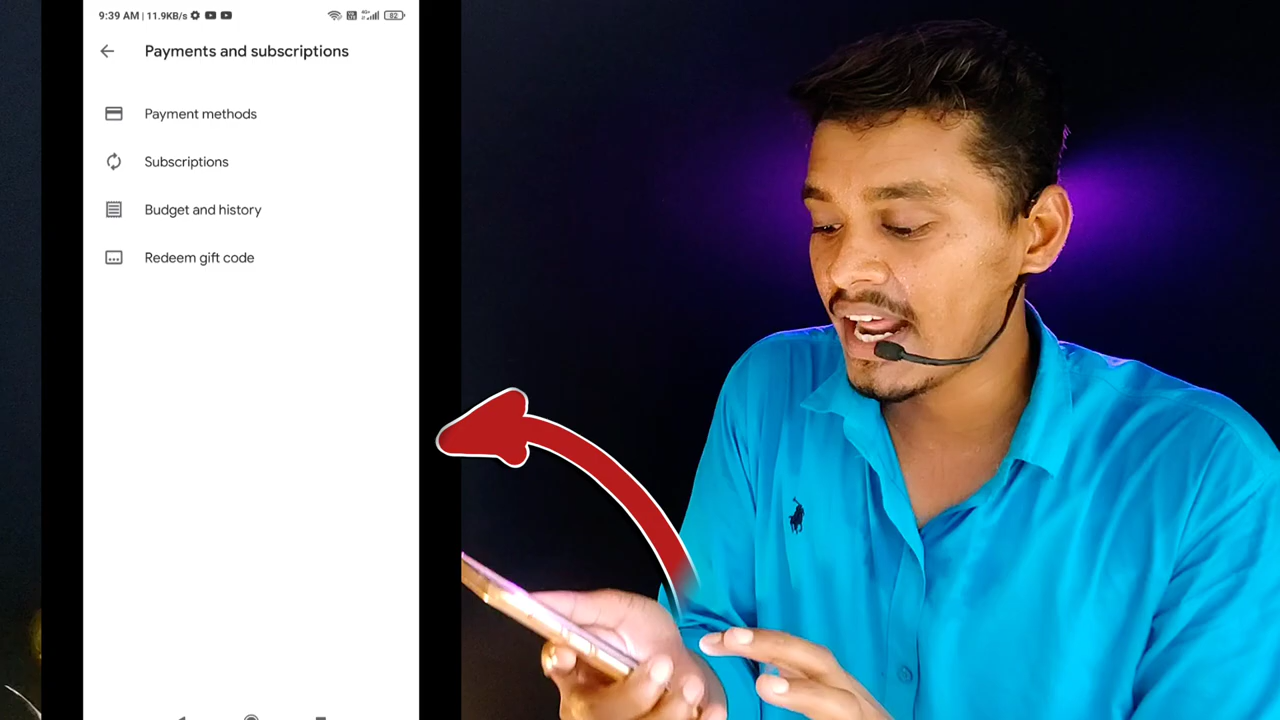 9:39 AM | 11.9KB/s
Payments and subscriptions
Payment methods
Subscriptions
Budget and history
Redeem gift code